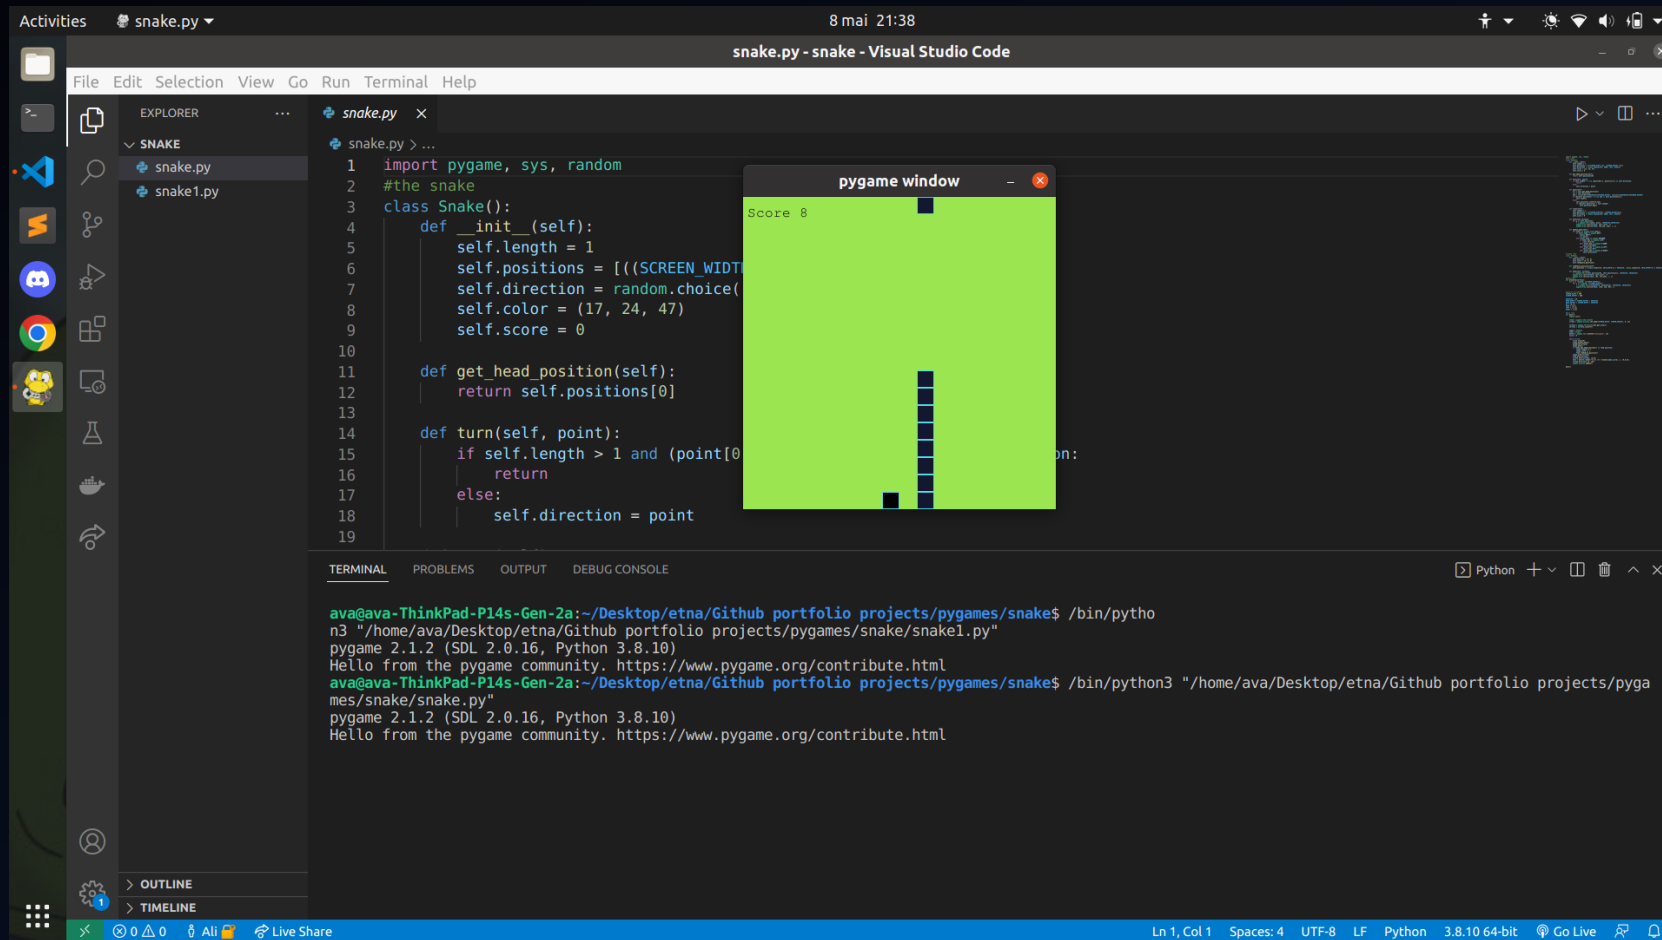 Activities
snake.py
8 mai 21:38
snake.py - snake - Visual Studio Code
File Edit Selection View Go Run Terminal Help
EXPLORER
SNAKE
snake.py
snake1.py
OUTLINE
TIMELINE
snake.py
snake.py > ...
1 import pygame, sys, random
2 #the snake
3 class Snake():
4 def __init__(self):
5 self.length = 1
6 self.positions = [((SCREEN_WIDTH
7 self.direction = random.choice(
8 self.color = (17, 24, 47)
9 self.score = 0
10
11 def get_head_position(self):
12 return self.positions[0]
13
14 def turn(self, point):
15 if self.length > 1 and (point[0 on:
16 return
17 else:
18 self.direction = point
19
pygame window
Score 8
TERMINAL PROBLEMS OUTPUT DEBUG CONSOLE
Python
ava@ava-ThinkPad-P14s-Gen-2a:~/Desktop/etna/Github portfolio projects/pygames/snake$ /bin/pytho
n3 "/home/ava/Desktop/etna/Github portfolio projects/pygames/snake/snake1.py"
pygame 2.1.2 (SDL 2.0.16, Python 3.8.10)
Hello from the pygame community. https://www.pygame.org/contribute.html
ava@ava-ThinkPad-P14s-Gen-2a:~/Desktop/etna/Github portfolio projects/pygames/snake$ /bin/python3 "/home/ava/Desktop/etna/Github portfolio projects/pyga
mes/snake/snake.py"
pygame 2.1.2 (SDL 2.0.16, Python 3.8.10)
Hello from the pygame community. https://www.pygame.org/contribute.html
1
0 0 Ali Live Share Ln 1, Col 1 Spaces: 4 UTF-8 LF Python 3.8.10 64-bit Go Live